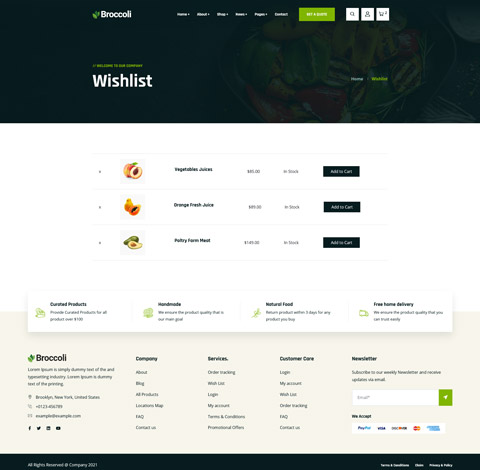 Broccoli
Home About Shop News Pages Contact GET A QUOTE
// WELCOME TO OUR COMPANY
Wishlist
Home Wishlist
x Vegetables Juices $85.00 In Stock Add to Cart
x Orange Fresh Juice $89.00 In Stock Add to Cart
x Poltry Farm Meat $149.00 In Stock Add to Cart
Curated Products
Provide Curated Products for all
product over $100
Handmade
We ensure the product quality that is
our main goal
Natural Food
Return product within 3 days for any
product you buy
Free home delivery
We ensure the product quality that you
can trust easily
Broccoli
Lorem Ipsum is simply dummy text of the and
typesetting industry. Lorem Ipsum is dummy
text of the printing.
Brooklyn, New York, United States
+0123-456789
example@example.com
Company
About
Blog
All Products
Locations Map
FAQ
Contact us
Services.
Order tracking
Wish List
Login
My account
Terms & Conditions
Promotional Offers
Customer Care
Login
My account
Wish List
Order tracking
FAQ
Contact us
Newsletter
Subscribe to our weekly Newsletter and receive
updates via email.
Email*
We Accept
PayPal VISA
All Rights Reserved @ Company 2021
Terms & Conditions Claim Privacy & Policy